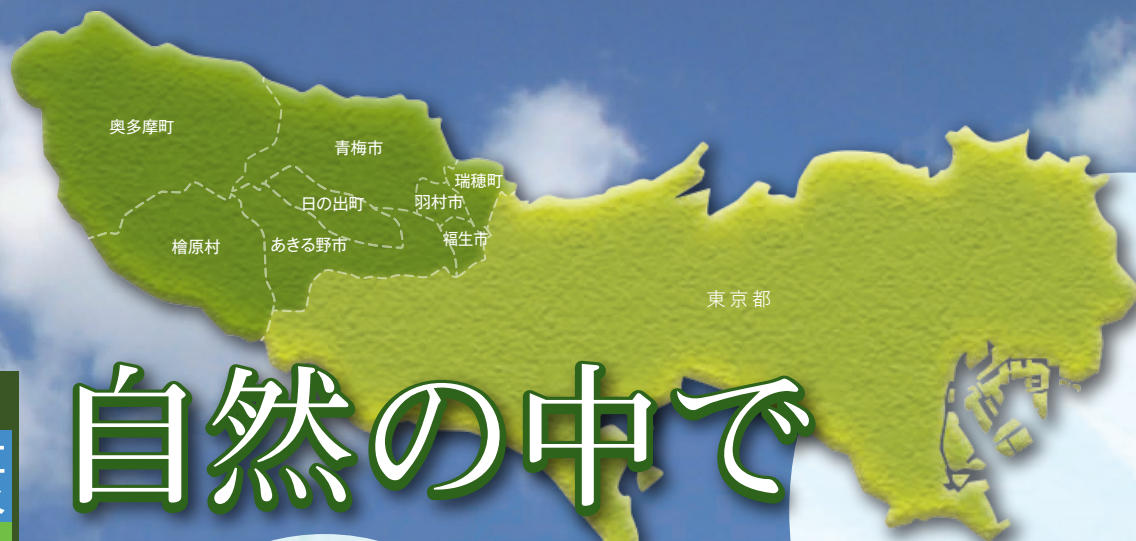 奥多摩町
青梅市
瑞穂町
羽村市
日の出町
福生市
檜原村
あきる野市
東京都
自然の中で